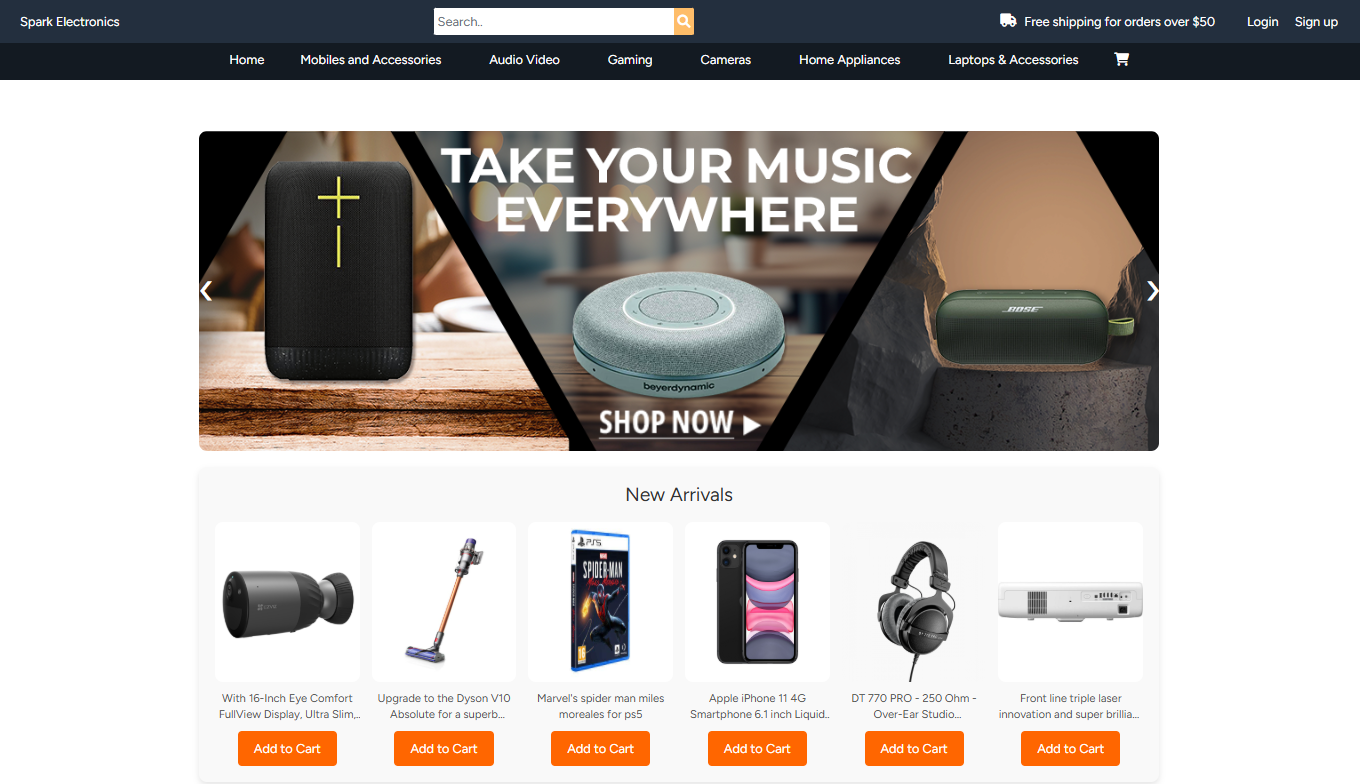 Spark Electronics
Search..
Free shipping for orders over $50
Login
Sign up
Home
Mobiles and Accessories
Audio Video
Gaming
Cameras
Home Appliances
Laptops & Accessories
TAKE YOUR MUSIC
EVERYWHERE
BOSE
beyerdynamic
SHOP NOW
New Arrivals
EZVIZ
PS5
MARVEL
SPIDER-MAN
MILES MORALES
With 16-Inch Eye Comfort
FullView Display, Ultra Slim,..
Add to Cart
Upgrade to the Dyson V10
Absolute for a superb...
Add to Cart
Marvel's spider man miles
moreales for ps5
Add to Cart
Apple iPhone 11 4G
Smartphone 6.1 inch Liquid..
Add to Cart
DT 770 PRO - 250 Ohm -
Over-Ear Studio...
Add to Cart
Front line triple laser
innovation and super brillia...
Add to Cart